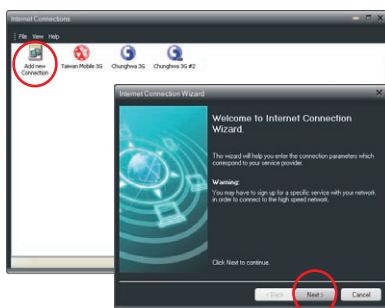 Internet Connections
File View Help
Add new Connection
Taiwan Mobile 3G
Chunghwa 3G
Chunghwa 3G #2
Internet Connection Wizard
Welcome to Internet Connection
Wizard.
This wizard will help you enter the connection parameters which
correspond to your service provider.
Warning:
You may have to sign up for a specific service with your network
in order to connect to the high speed network.
Click Next to continue.
< Back
Next >
Cancel